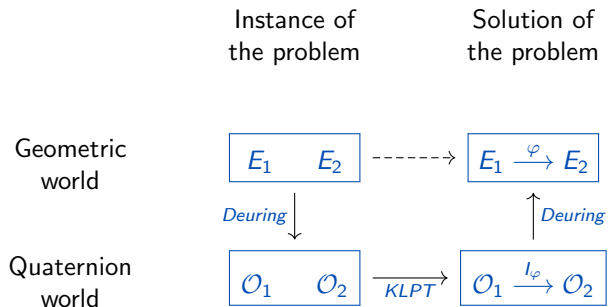 Instance of
the problem
Solution of
the problem
Geometric
world
E₁ E₂
E₁ φ→ E₂
Deuring
Deuring
Quaternion
world
𝒪₁ 𝒪₂
KLPT
𝒪₁ I_φ→ 𝒪₂